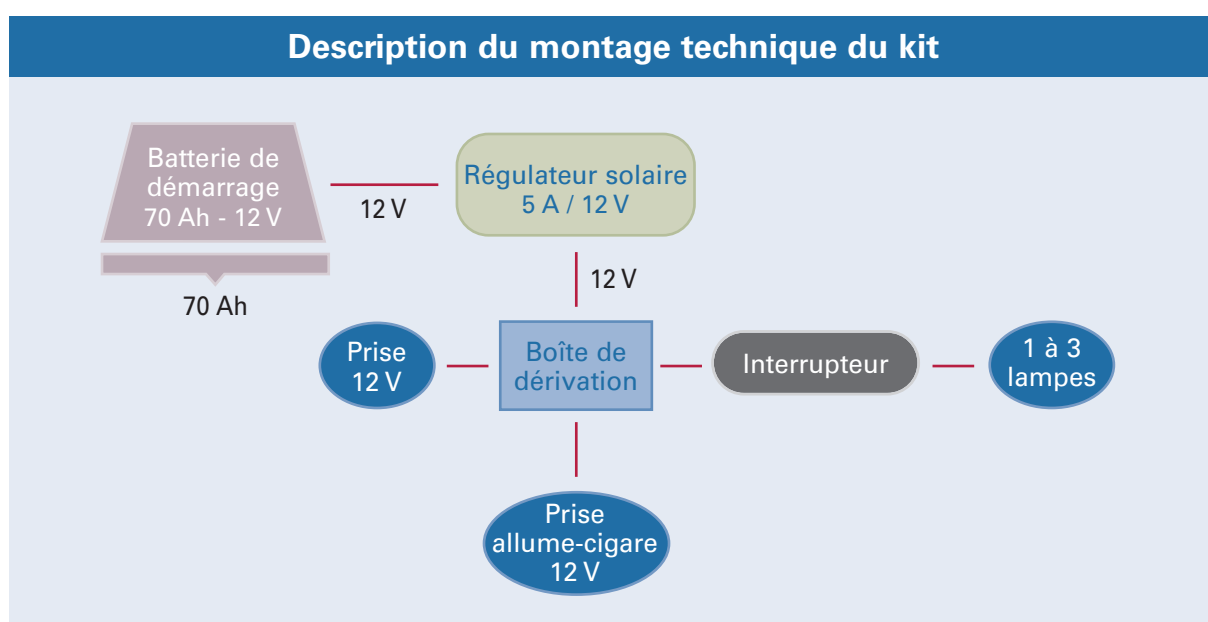 Description du montage technique du kit
Batterie de
démarrage
70 Ah - 12 V
12 V
Régulateur solaire
5 A / 12 V
70 Ah
12 V
Prise
12 V
Boîte de
dérivation
Interrupteur
1 à 3
lampes
Prise
allume-cigare
12 V